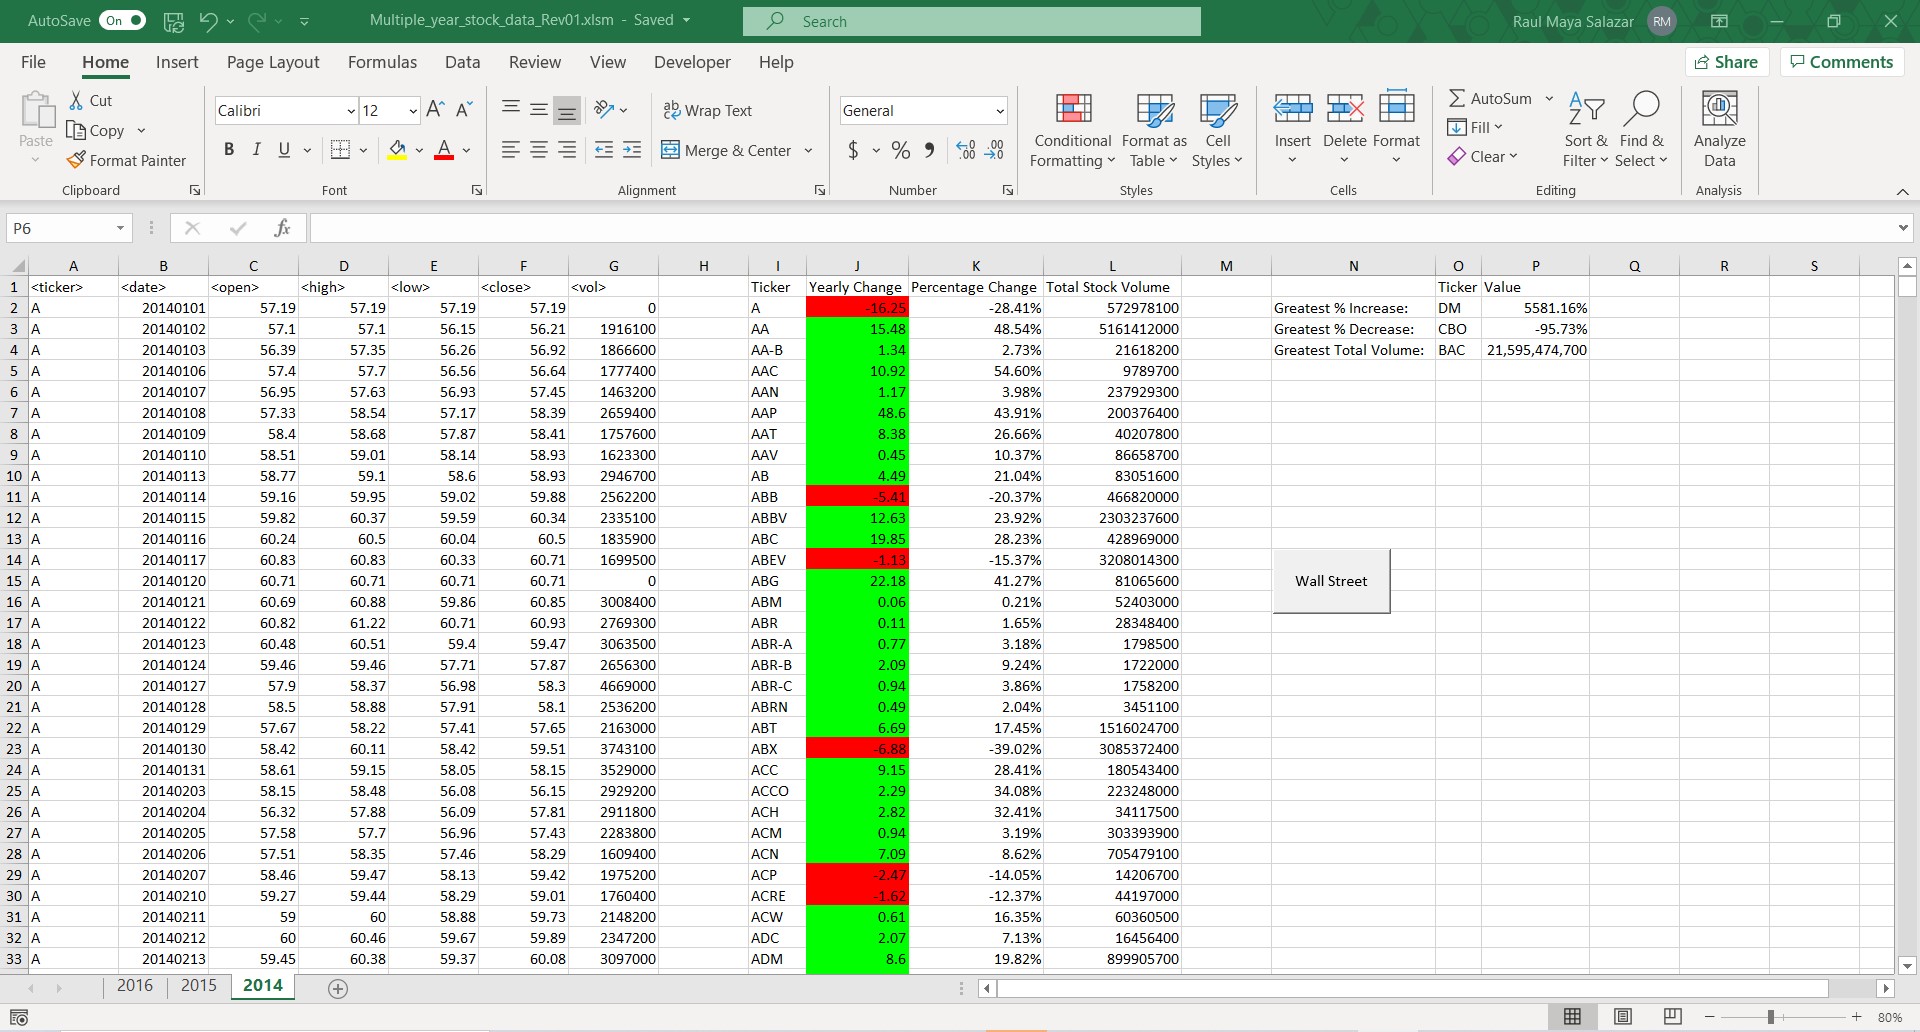 AutoSave On Multiple_year_stock_data_Rev01.xlsm - Saved Search Raul Maya Salazar RM
File Home Insert Page Layout Formulas Data Review View Developer Help Share Comments
Paste Cut Copy Format Painter
Clipboard
Calibri 12 A A
B I U A
Font
ab Wrap Text
Merge & Center
Alignment
General
$ % 9 .00 .00
Number
Conditional Formatting Format as Table Cell Styles
Styles
Insert Delete Format
Cells
AutoSum Fill Clear Sort & Filter Find & Select
Editing
Analyze Data
Analysis
P6 fx
A B C D E F G H I J K L M N O P Q R S
1 <ticker> <date> <open> <high> <low> <close> <vol> Ticker Yearly Change Percentage Change Total Stock Volume Ticker Value
2 A 20140101 57.19 57.19 57.19 57.19 0 A -16.25 -28.41% 572978100 Greatest % Increase: DM 5581.16%
3 A 20140102 57.1 57.1 56.15 56.21 1916100 AA 15.48 48.54% 5161412000 Greatest % Decrease: CBO -95.73%
4 A 20140103 56.39 57.35 56.26 56.92 1866600 AA-B 1.34 2.73% 21618200 Greatest Total Volume: BAC 21,595,474,700
5 A 20140106 57.4 57.7 56.56 56.64 1777400 AAC 10.92 54.60% 9789700
6 A 20140107 56.95 57.63 56.93 57.45 1463200 AAN 1.17 3.98% 237929300
7 A 20140108 57.33 58.54 57.17 58.39 2659400 AAP 48.6 43.91% 200376400
8 A 20140109 58.4 58.68 57.87 58.41 1757600 AAT 8.38 26.66% 40207800
9 A 20140110 58.51 59.01 58.14 58.93 1623300 AAV 0.45 10.37% 86658700
10 A 20140113 58.77 59.1 58.6 58.93 2946700 AB 4.49 21.04% 83051600
11 A 20140114 59.16 59.95 59.02 59.88 2562200 ABB -5.41 -20.37% 466820000
12 A 20140115 59.82 60.37 59.59 60.34 2335100 ABBV 12.63 23.92% 2303237600
13 A 20140116 60.24 60.5 60.04 60.5 1835900 ABC 19.85 28.23% 428969000
14 A 20140117 60.83 60.83 60.33 60.71 1699500 ABEV -1.13 -15.37% 3208014300
15 A 20140120 60.71 60.71 60.71 60.71 0 ABG 22.18 41.27% 81065600 Wall Street
16 A 20140121 60.69 60.88 59.86 60.85 3008400 ABM 0.06 0.21% 52403000
17 A 20140122 60.82 61.22 60.71 60.93 2769300 ABR 0.11 1.65% 28348400
18 A 20140123 60.48 60.51 59.4 59.47 3063500 ABR-A 0.77 3.18% 1798500
19 A 20140124 59.46 59.46 57.71 57.87 2656300 ABR-B 2.09 9.24% 1722000
20 A 20140127 57.9 58.37 56.98 58.3 4669000 ABR-C 0.94 3.86% 1758200
21 A 20140128 58.5 58.88 57.91 58.1 2536200 ABRN 0.49 2.04% 3451100
22 A 20140129 57.67 58.22 57.41 57.65 2163000 ABT 6.69 17.45% 1516024700
23 A 20140130 58.42 60.11 58.42 59.51 3743100 ABX -6.88 -39.02% 3085372400
24 A 20140131 58.61 59.15 58.05 58.15 3529000 ACC 9.15 28.41% 180543400
25 A 20140203 58.15 58.48 56.08 56.15 2929200 ACCO 2.29 34.08% 223248000
26 A 20140204 56.32 57.88 56.09 57.81 2911800 ACH 2.82 32.41% 34117500
27 A 20140205 57.58 57.7 56.96 57.43 2283800 ACM 0.94 3.19% 303393900
28 A 20140206 57.51 58.35 57.46 58.29 1609400 ACN 7.09 8.62% 705479100
29 A 20140207 58.46 59.47 58.13 59.42 1975200 ACP -2.47 -14.05% 14206700
30 A 20140210 59.27 59.44 58.29 59.01 1760400 ACRE -1.62 -12.37% 44197000
31 A 20140211 59 60 58.88 59.73 2148200 ACW 0.61 16.35% 60360500
32 A 20140212 60 60.46 59.67 59.89 2347200 ADC 2.07 7.13% 16456400
33 A 20140213 59.45 60.38 59.37 60.08 3097000 ADM 8.6 19.82% 899905700
2016 2015 2014
80%